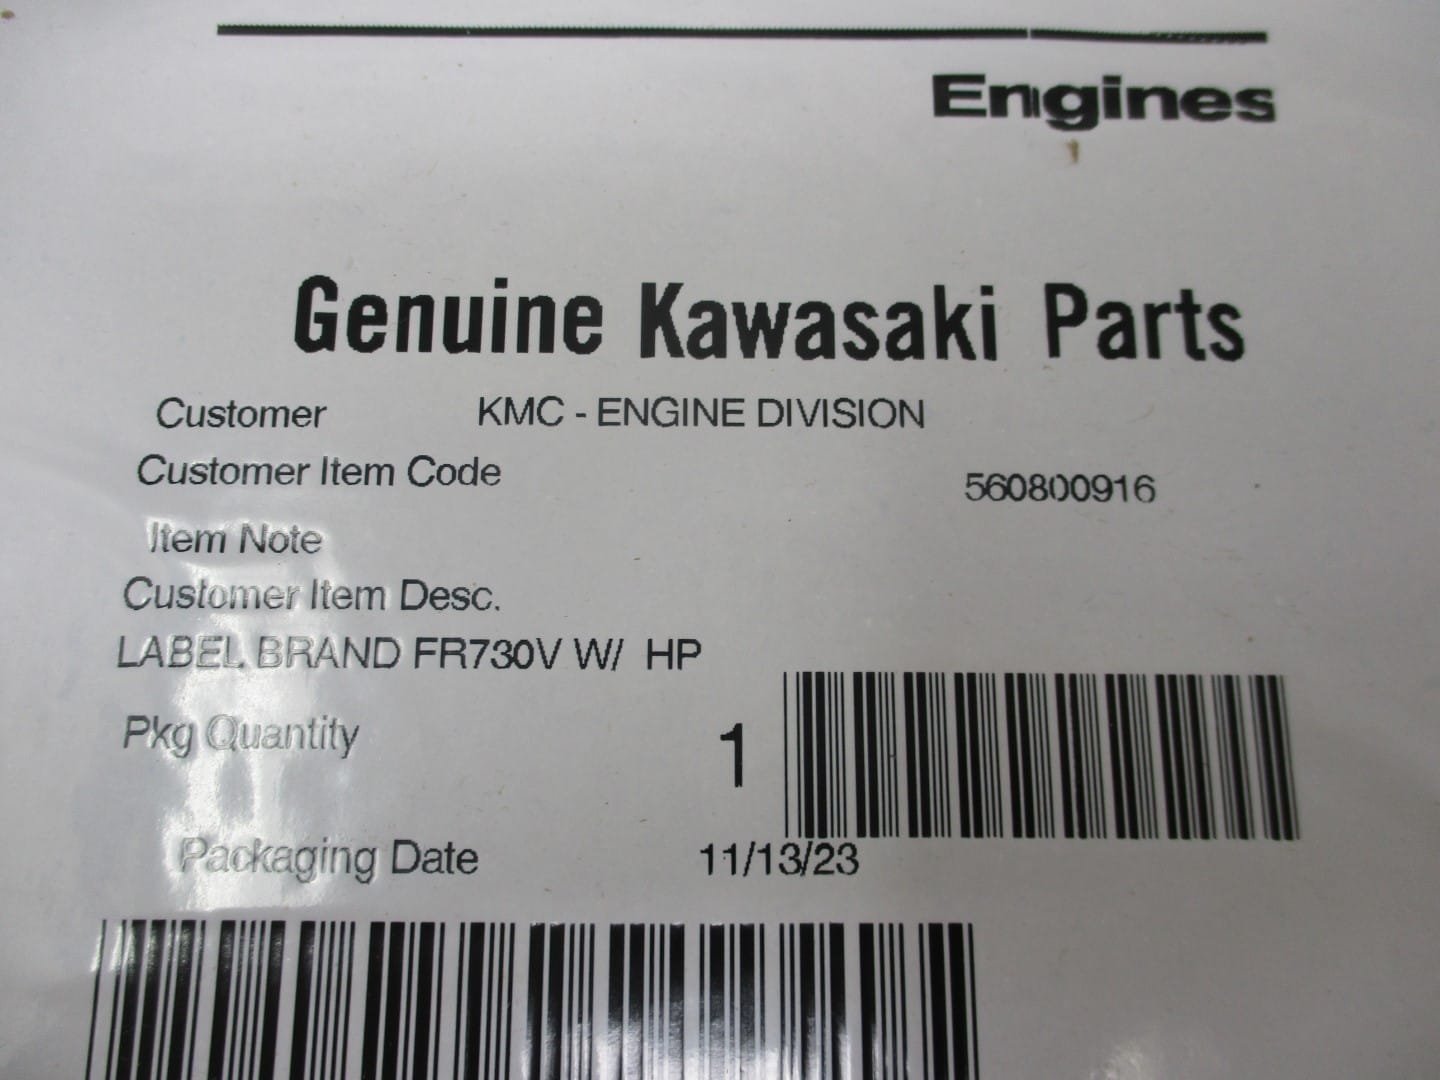 Engines
Genuine Kawasaki Parts
Customer KMC - ENGINE DIVISION
Customer Item Code 560800916
Item Note
Customer Item Desc.
LABEL BRAND FR730V W/ HP
Pkg Quantity 1
Packaging Date 11/13/23